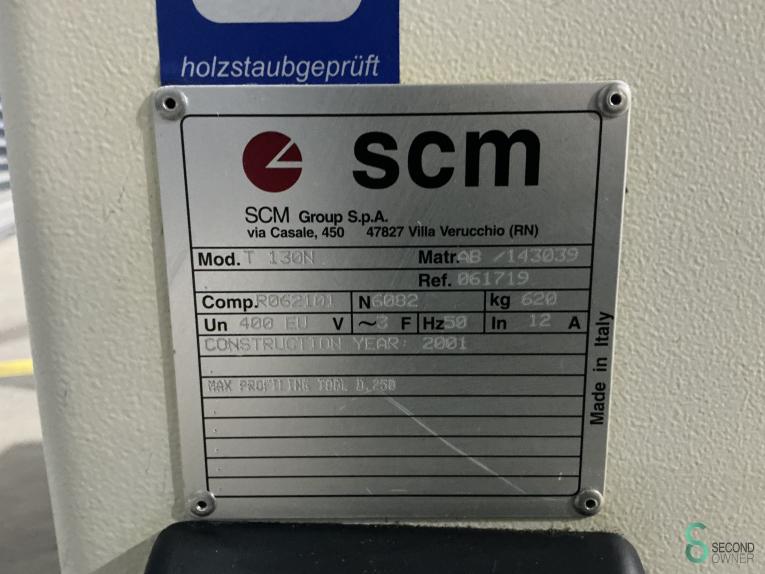 holzstaubgeprüft
scm
SCM Group S.p.A.
via Casale, 450 47827 Villa Verucchio (RN)
Mod. T 130N Matr. AB /143039
Ref. 061719
Comp. R062101 N 6082 kg 620
Un 400 EU V ~3 F Hz 50 In 12 A
CONSTRUCTION YEAR: 2001
MAX PROFILING TOOL D.250
Made in Italy
SECOND
OWNER